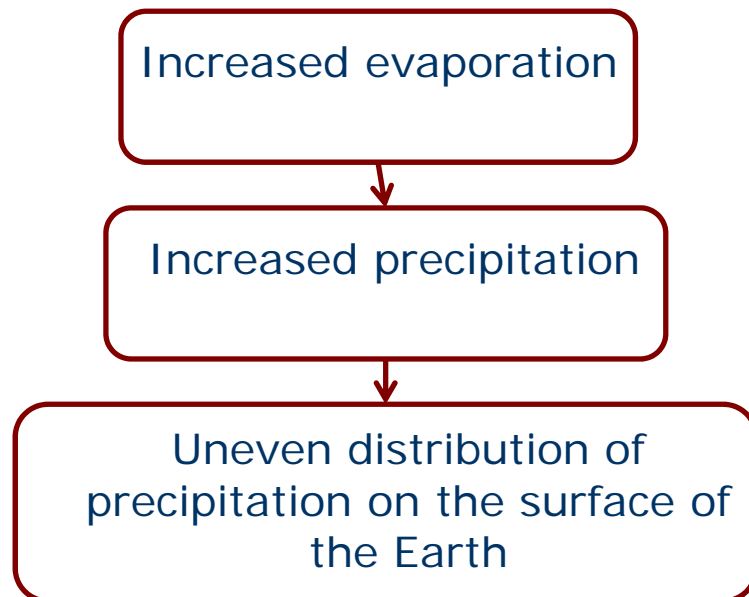 Increased evaporation
Increased precipitation
Uneven distribution of
precipitation on the surface of
the Earth